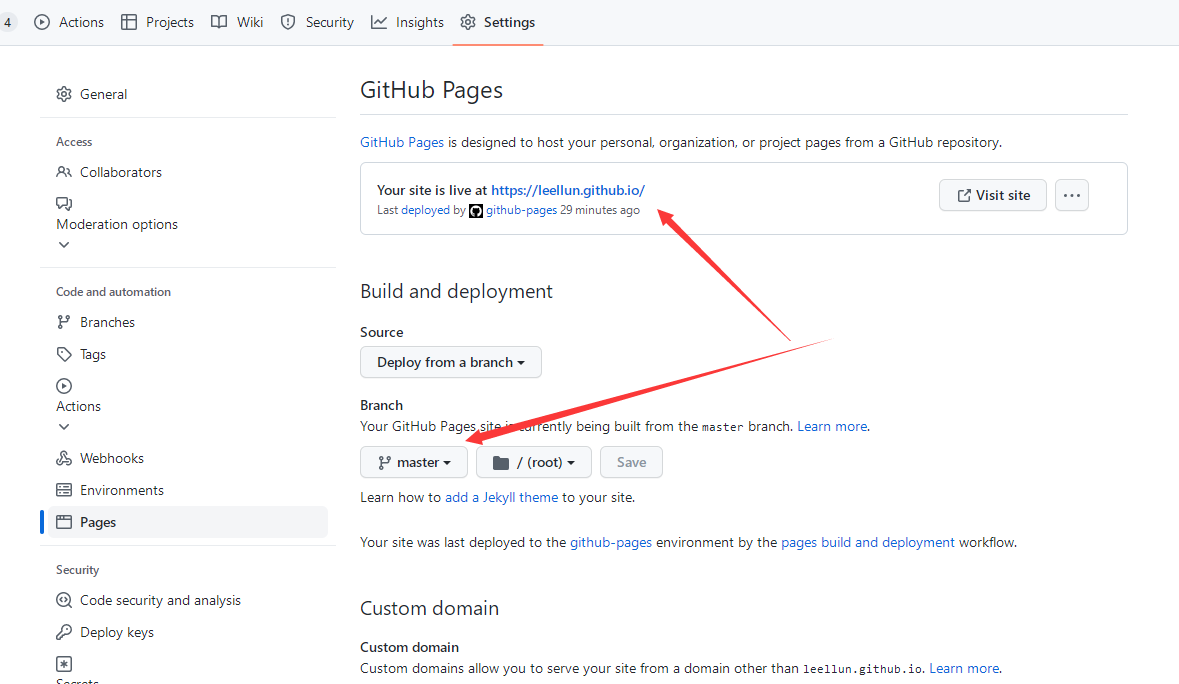 4 Actions Projects Wiki Security Insights Settings
General
Access
Collaborators
Moderation options
Code and automation
Branches
Tags
Actions
Webhooks
Environments
Pages
Security
Code security and analysis
Deploy keys
Secrets
GitHub Pages
GitHub Pages is designed to host your personal, organization, or project pages from a GitHub repository.
Your site is live at https://leellun.github.io/
Last deployed by github-pages 29 minutes ago
Visit site
Build and deployment
Source
Deploy from a branch
Branch
Your GitHub Pages site is currently being built from the master branch. Learn more.
master / (root) Save
Learn how to add a Jekyll theme to your site.
Your site was last deployed to the github-pages environment by the pages build and deployment workflow.
Custom domain
Custom domain
Custom domains allow you to serve your site from a domain other than leellun.github.io. Learn more.